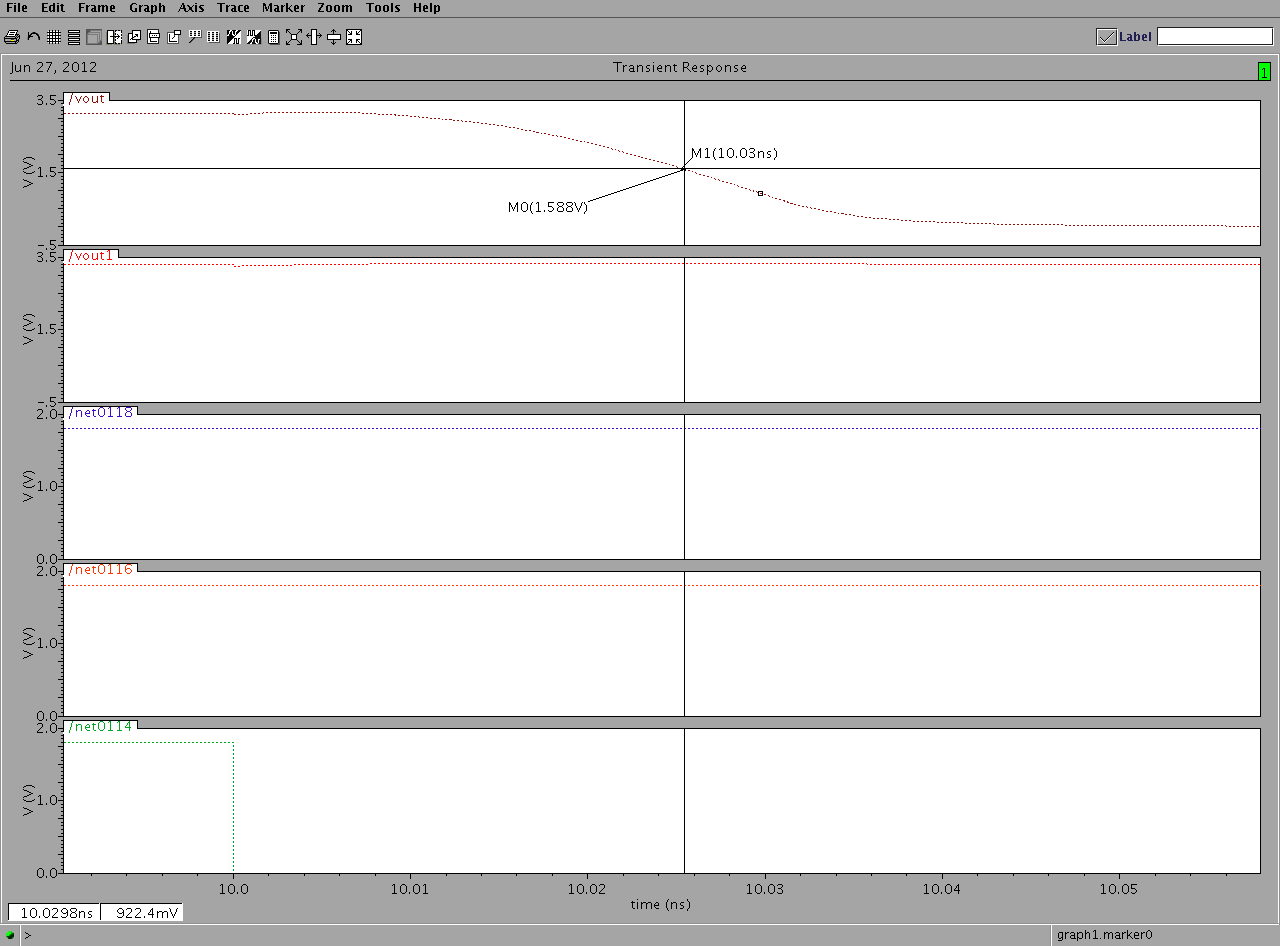 File Edit Frame Graph Axis Trace Marker Zoom Tools Help
Label
Jun 27, 2012 Transient Response 1
/vout
3.5
V (V)
1.5
-.5
M1(10.03ns)
M0(1.588V)
/vout1
3.5
V (V)
1.5
-.5
/net0118
2.0
V (V)
1.0
0.0
/net0116
2.0
V (V)
1.0
0.0
/net0114
2.0
V (V)
1.0
0.0
10.0 10.01 10.02 10.03 10.04 10.05
time (ns)
10.0298ns 922.4mV
> graph1.marker0